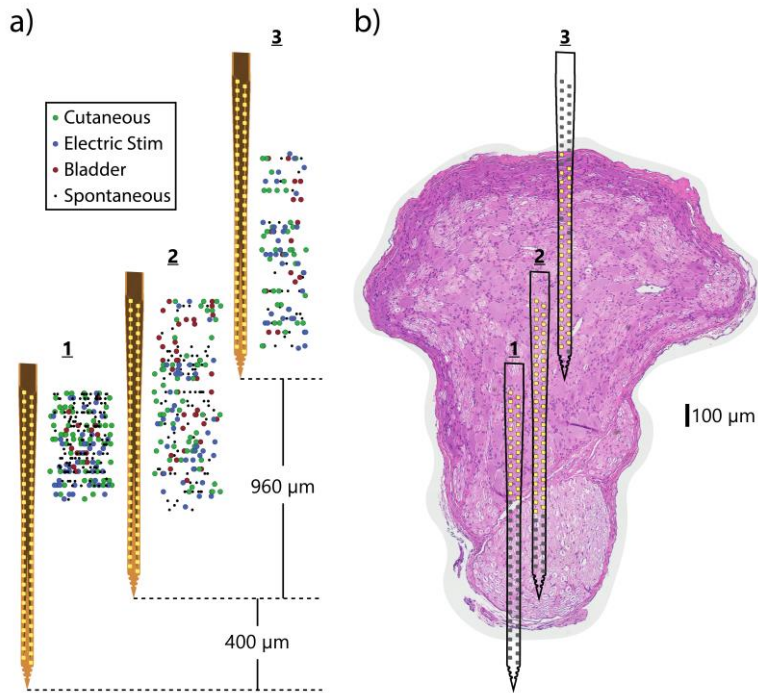 a)
3
• Cutaneous
• Electric Stim
• Bladder
· Spontaneous
2
1
960 µm
400 µm
b)
3
2
1
100 µm